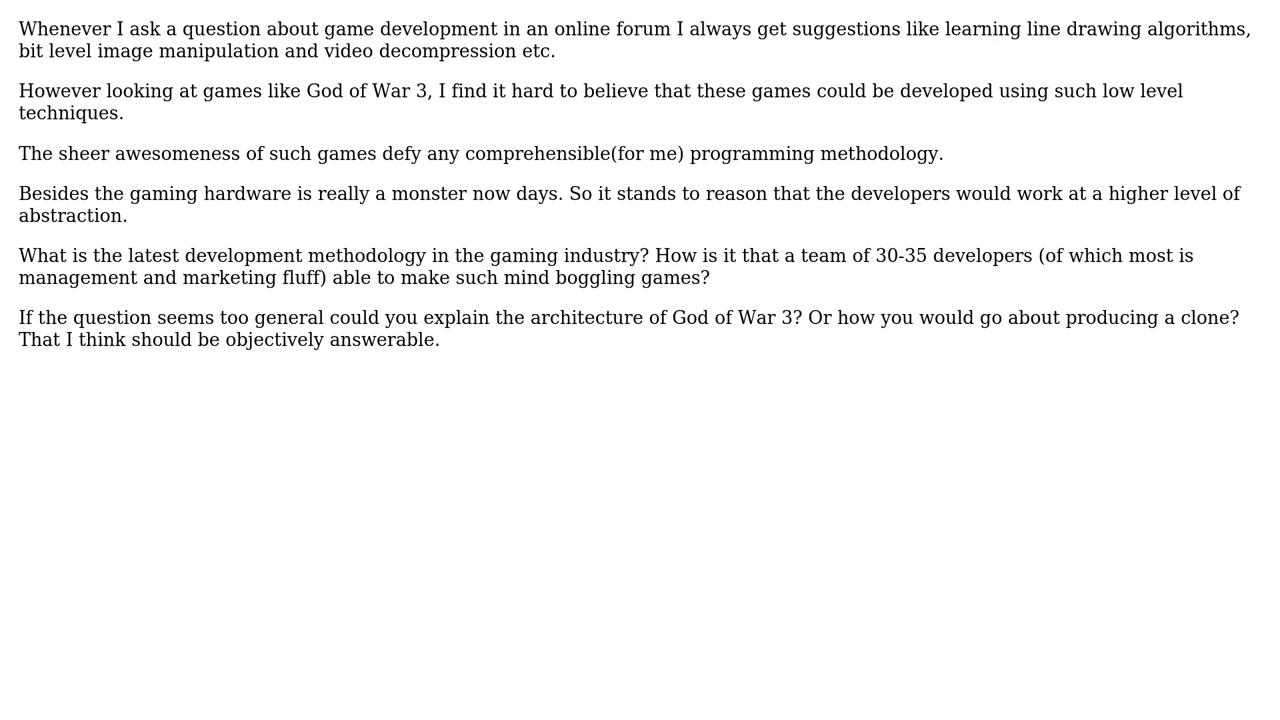 Whenever I ask a question about game development in an online forum I always get suggestions like learning line drawing algorithms,
bit level image manipulation and video decompression etc.
However looking at games like God of War 3, I find it hard to believe that these games could be developed using such low level
techniques.
The sheer awesomeness of such games defy any comprehensible(for me) programming methodology.
Besides the gaming hardware is really a monster now days. So it stands to reason that the developers would work at a higher level of
abstraction.
What is the latest development methodology in the gaming industry? How is it that a team of 30-35 developers (of which most is
management and marketing fluff) able to make such mind boggling games?
If the question seems too general could you explain the architecture of God of War 3? Or how you would go about producing a clone?
That I think should be objectively answerable.